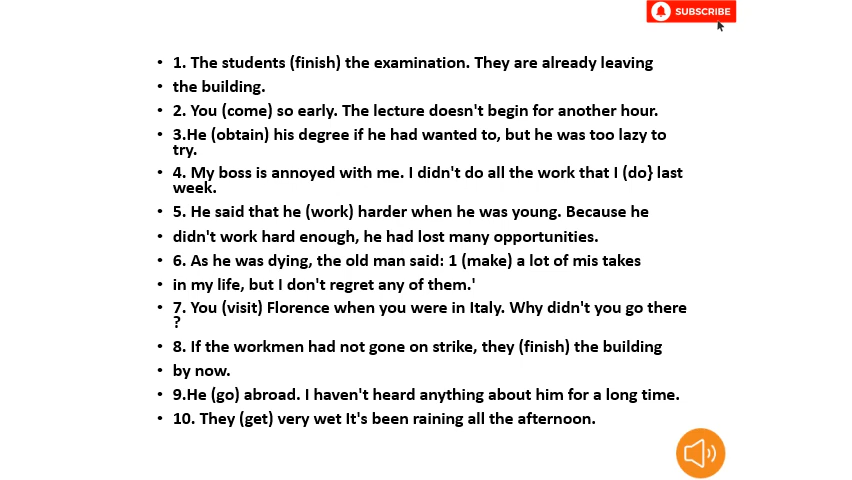 SUBSCRIBE
• 1. The students (finish) the examination. They are already leaving
• the building.
• 2. You (come) so early. The lecture doesn't begin for another hour.
• 3.He (obtain) his degree if he had wanted to, but he was too lazy to
try.
• 4. My boss is annoyed with me. I didn't do all the work that I (do} last
week.
• 5. He said that he (work) harder when he was young. Because he
• didn't work hard enough, he had lost many opportunities.
• 6. As he was dying, the old man said: 1 (make) a lot of mis takes
• in my life, but I don't regret any of them.'
• 7. You (visit) Florence when you were in Italy. Why didn't you go there
?
• 8. If the workmen had not gone on strike, they (finish) the building
• by now.
• 9.He (go) abroad. I haven't heard anything about him for a long time.
• 10. They (get) very wet It's been raining all the afternoon.